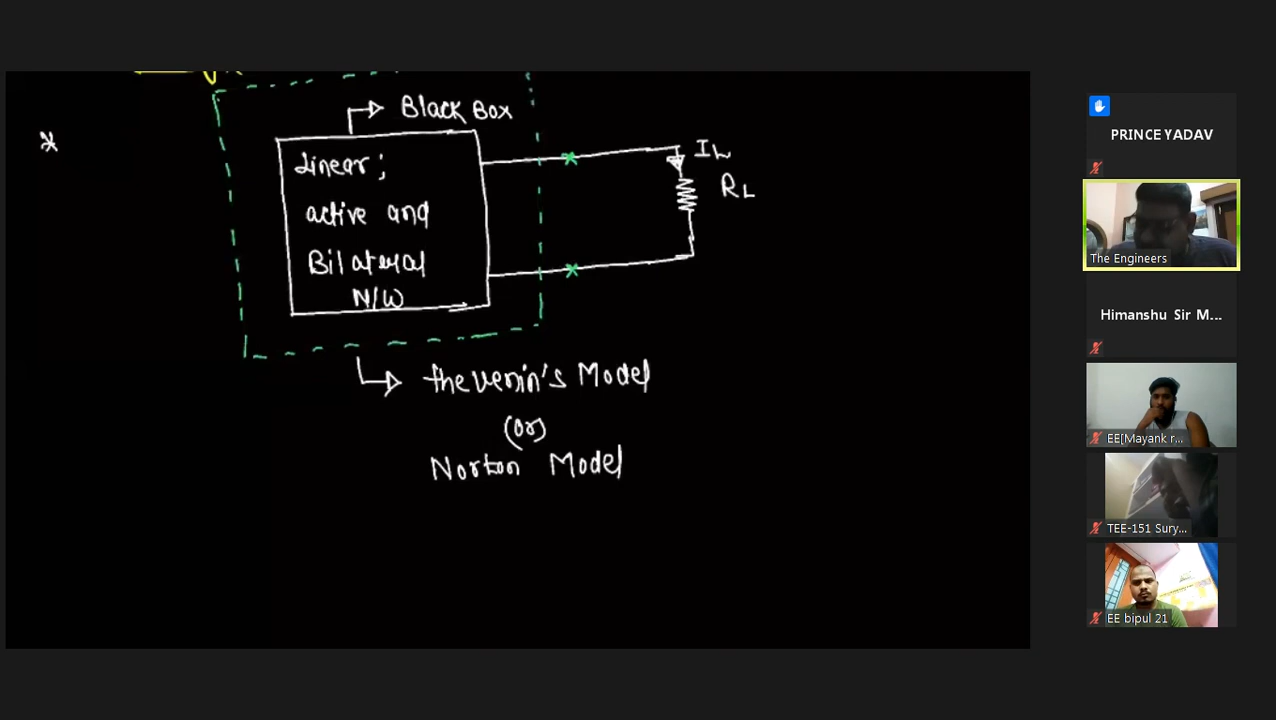 Black Box
*
Linear;
active and
Bilateral
N/W
IL
RL
thevenin's Model
(or)
Norton Model
PRINCE YADAV
The Engineers
Himanshu Sir M...
EE[Mayank r...
TEE-151 Sury...
EE bipul 21